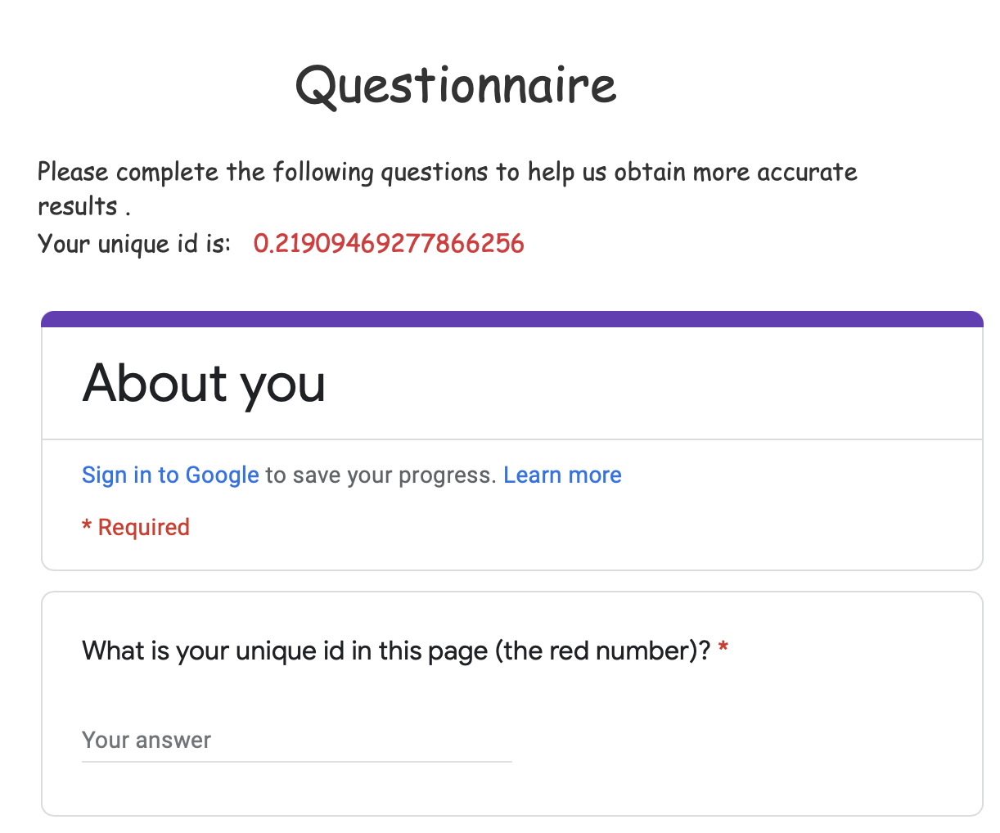 Questionnaire
Please complete the following questions to help us obtain more accurate
results .
Your unique id is: 0.21909469277866256
About you
Sign in to Google to save your progress. Learn more
* Required
What is your unique id in this page (the red number)? *
Your answer